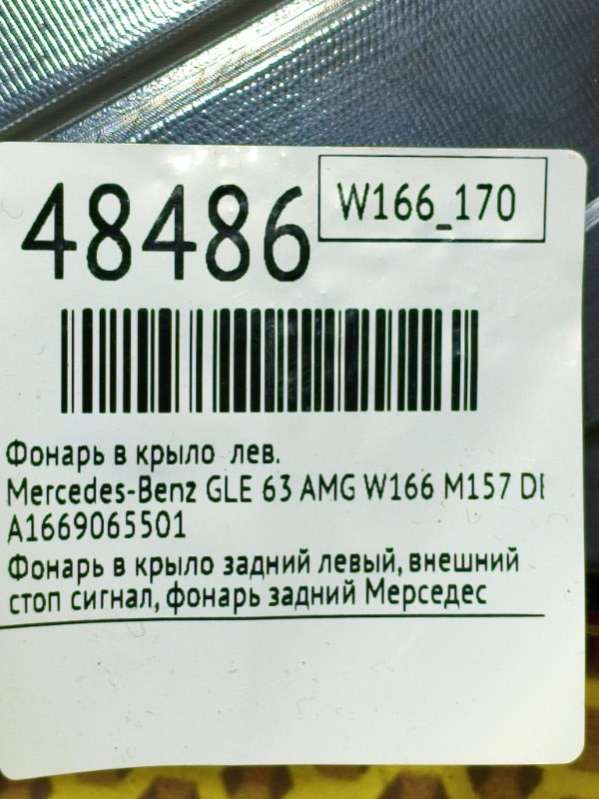 48486
W166_170
Фонарь в крыло лев.
Mercedes-Benz GLE 63 AMG W166 M157 DE
A1669065501
Фонарь в крыло задний левый, внешний
стоп сигнал, фонарь задний Мерседес